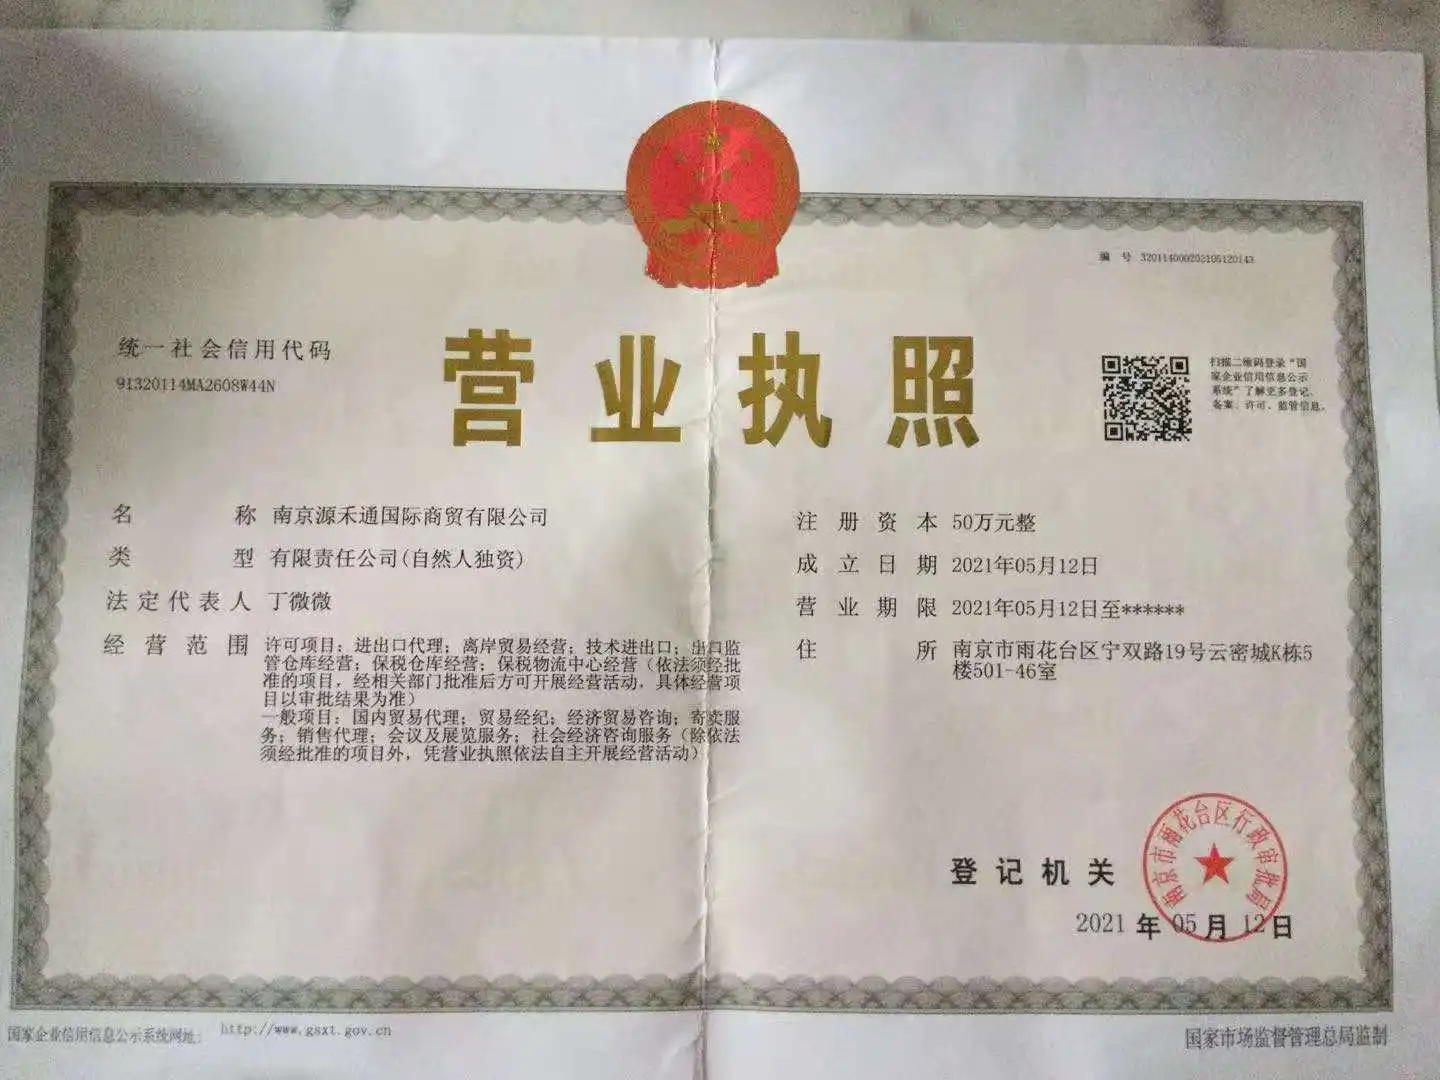 编 号 320114000202105120143
统一社会信用代码
91320114MA2608W44N
营业执照
扫描二维码登录“国
家企业信用信息公示
系统”了解更多登记、
备案、许可、监管信息。
名 称 南京源禾通国际商贸有限公司
类 型 有限责任公司(自然人独资)
法定代表人 丁微微
经营范围 许可项目：进出口代理；离岸贸易经营；技术进出口；出口监
管仓库经营；保税仓库经营；保税物流中心经营（依法须经批
准的项目，经相关部门批准后方可开展经营活动，具体经营项
目以审批结果为准）
一般项目：国内贸易代理；贸易经纪；经济贸易咨询；寄卖服
务；销售代理；会议及展览服务；社会经济咨询服务（除依法
须经批准的项目外，凭营业执照依法自主开展经营活动）
注册资本 50万元整
成立日期 2021年05月12日
营业期限 2021年05月12日至******
住 所 南京市雨花台区宁双路19号云密城K栋5
楼501-46室
登记机关
南京市雨花台区行政审批局
2021 年 05 月 12 日
国家企业信用信息公示系统网址: http://www.gsxt.gov.cn
国家市场监督管理总局监制